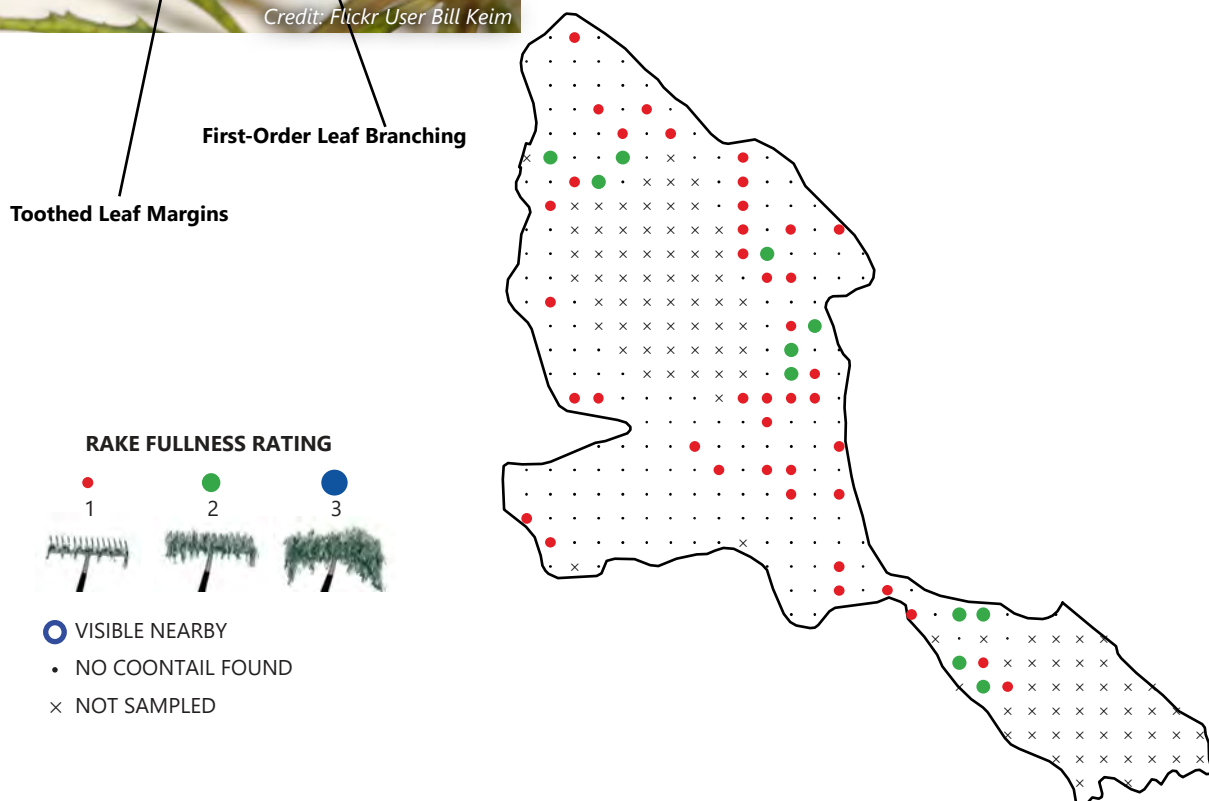 Credit: Flickr User Bill Keim
First-Order Leaf Branching
Toothed Leaf Margins
RAKE FULLNESS RATING
1 2 3
VISIBLE NEARBY
NO COONTAIL FOUND
NOT SAMPLED